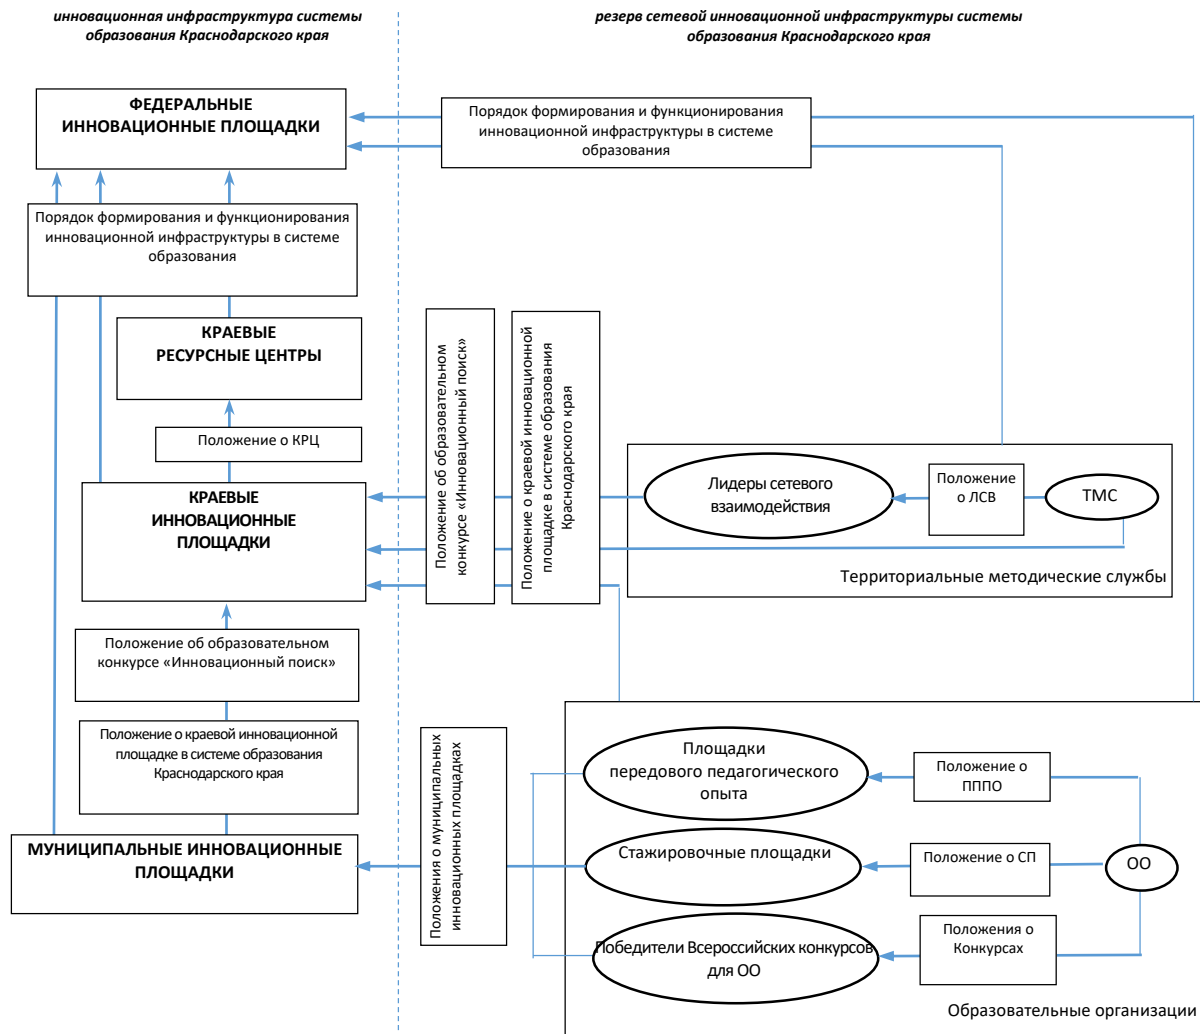 инновационная инфраструктура системы
образования Краснодарского края
резерв сетевой инновационной инфраструктуры системы
образования Краснодарского края
ФЕДЕРАЛЬНЫЕ
ИННОВАЦИОННЫЕ ПЛОЩАДКИ
Порядок формирования и функционирования
инновационной инфраструктуры в системе
образования
Порядок формирования и функционирования
инновационной инфраструктуры в системе
образования
КРАЕВЫЕ
РЕСУРСНЫЕ ЦЕНТРЫ
Положение о КРЦ
КРАЕВЫЕ
ИННОВАЦИОННЫЕ
ПЛОЩАДКИ
Положение об образовательном
конкурсе «Инновационный поиск»
Положение о краевой инновационной
площадке в системе образования
Краснодарского края
Лидеры сетевого
взаимодействия
Положение
о ЛСВ
ТМС
Территориальные методические службы
Положение об образовательном
конкурсе «Инновационный поиск»
Положение о краевой инновационной
площадке в системе образования
Краснодарского края
МУНИЦИПАЛЬНЫЕ ИННОВАЦИОННЫЕ
ПЛОЩАДКИ
Положения о муниципальных
инновационных площадках
Площадки
передового педагогического
опыта
Положение о
ПППО
Стажировочные площадки
Положение о СП
ОО
Победители Всероссийских конкурсов
для ОО
Положения о
Конкурсах
Образовательные организации